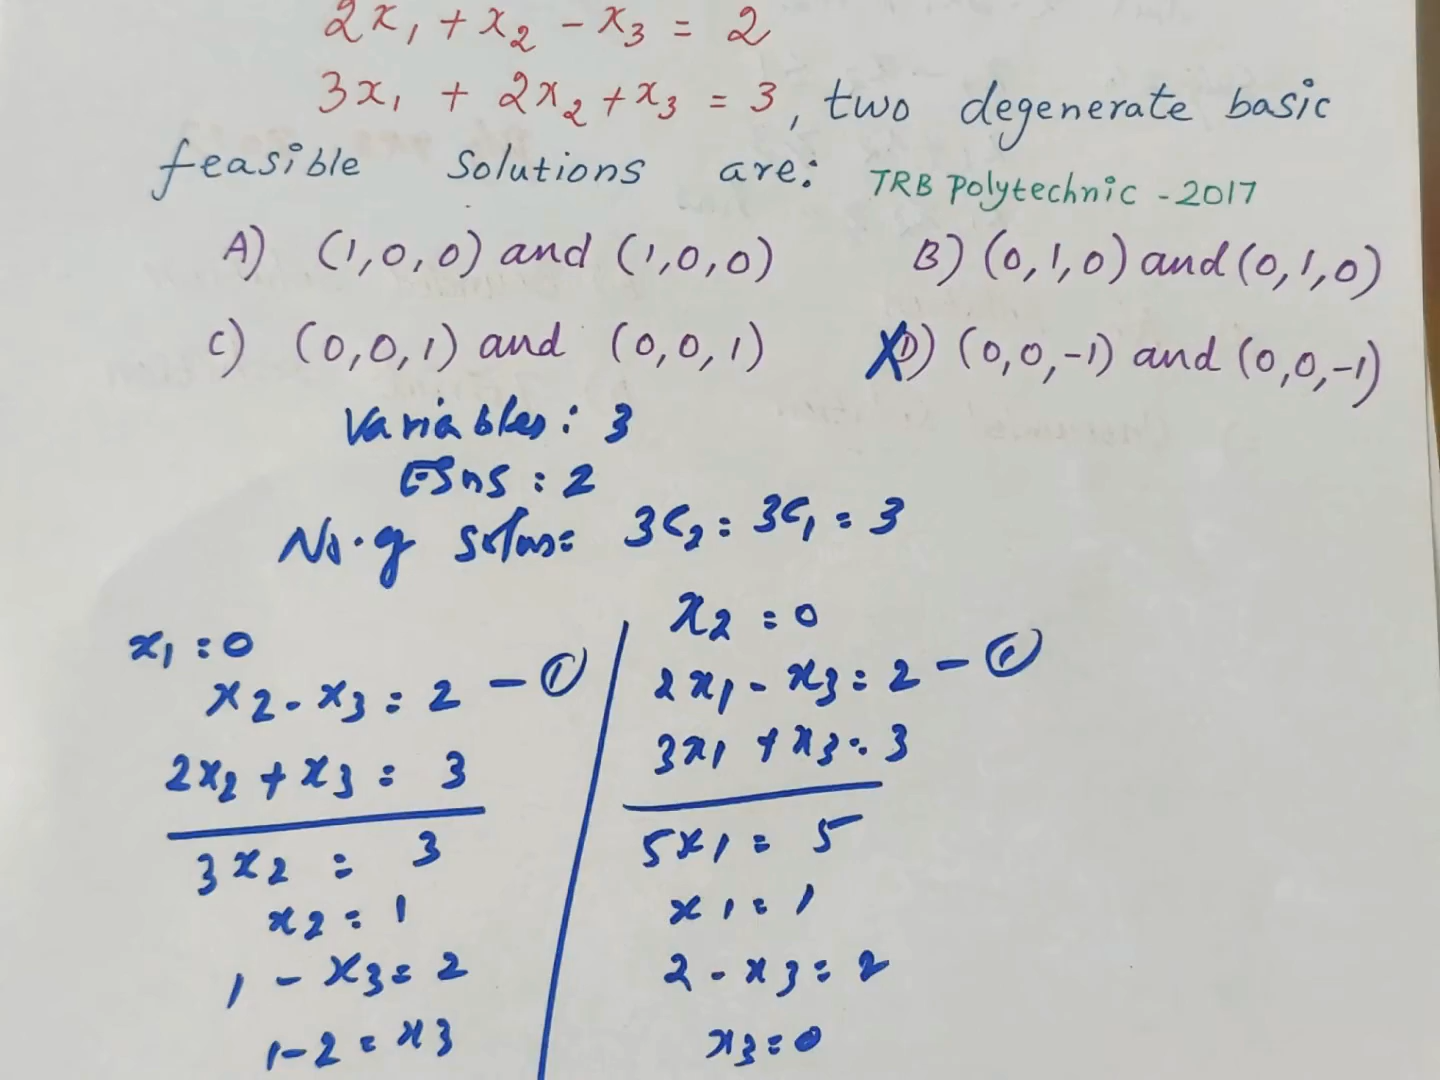 2x₁ + x₂ - x₃ = 2
3x₁ + 2x₂ + x₃ = 3, two degenerate basic
feasible solutions are: TRB Polytechnic - 2017
A) (1,0,0) and (1,0,0) B) (0,1,0) and (0,1,0)
C) (0,0,1) and (0,0,1) D) (0,0,-1) and (0,0,-1)
Variables: 3
Eqns : 2
No. of solns: 3C₂ = 3C₁ = 3
x₁ = 0
x₂ - x₃ = 2 - ①
2x₂ + x₃ = 3
3x₂ = 3
x₂ = 1
1 - x₃ = 2
1 - 2 = x₃
x₂ = 0
2x₁ - x₃ = 2 - ①
3x₁ + x₃ = 3
5x₁ = 5
x₁ = 1
2 - x₃ = 2
x₃ = 0